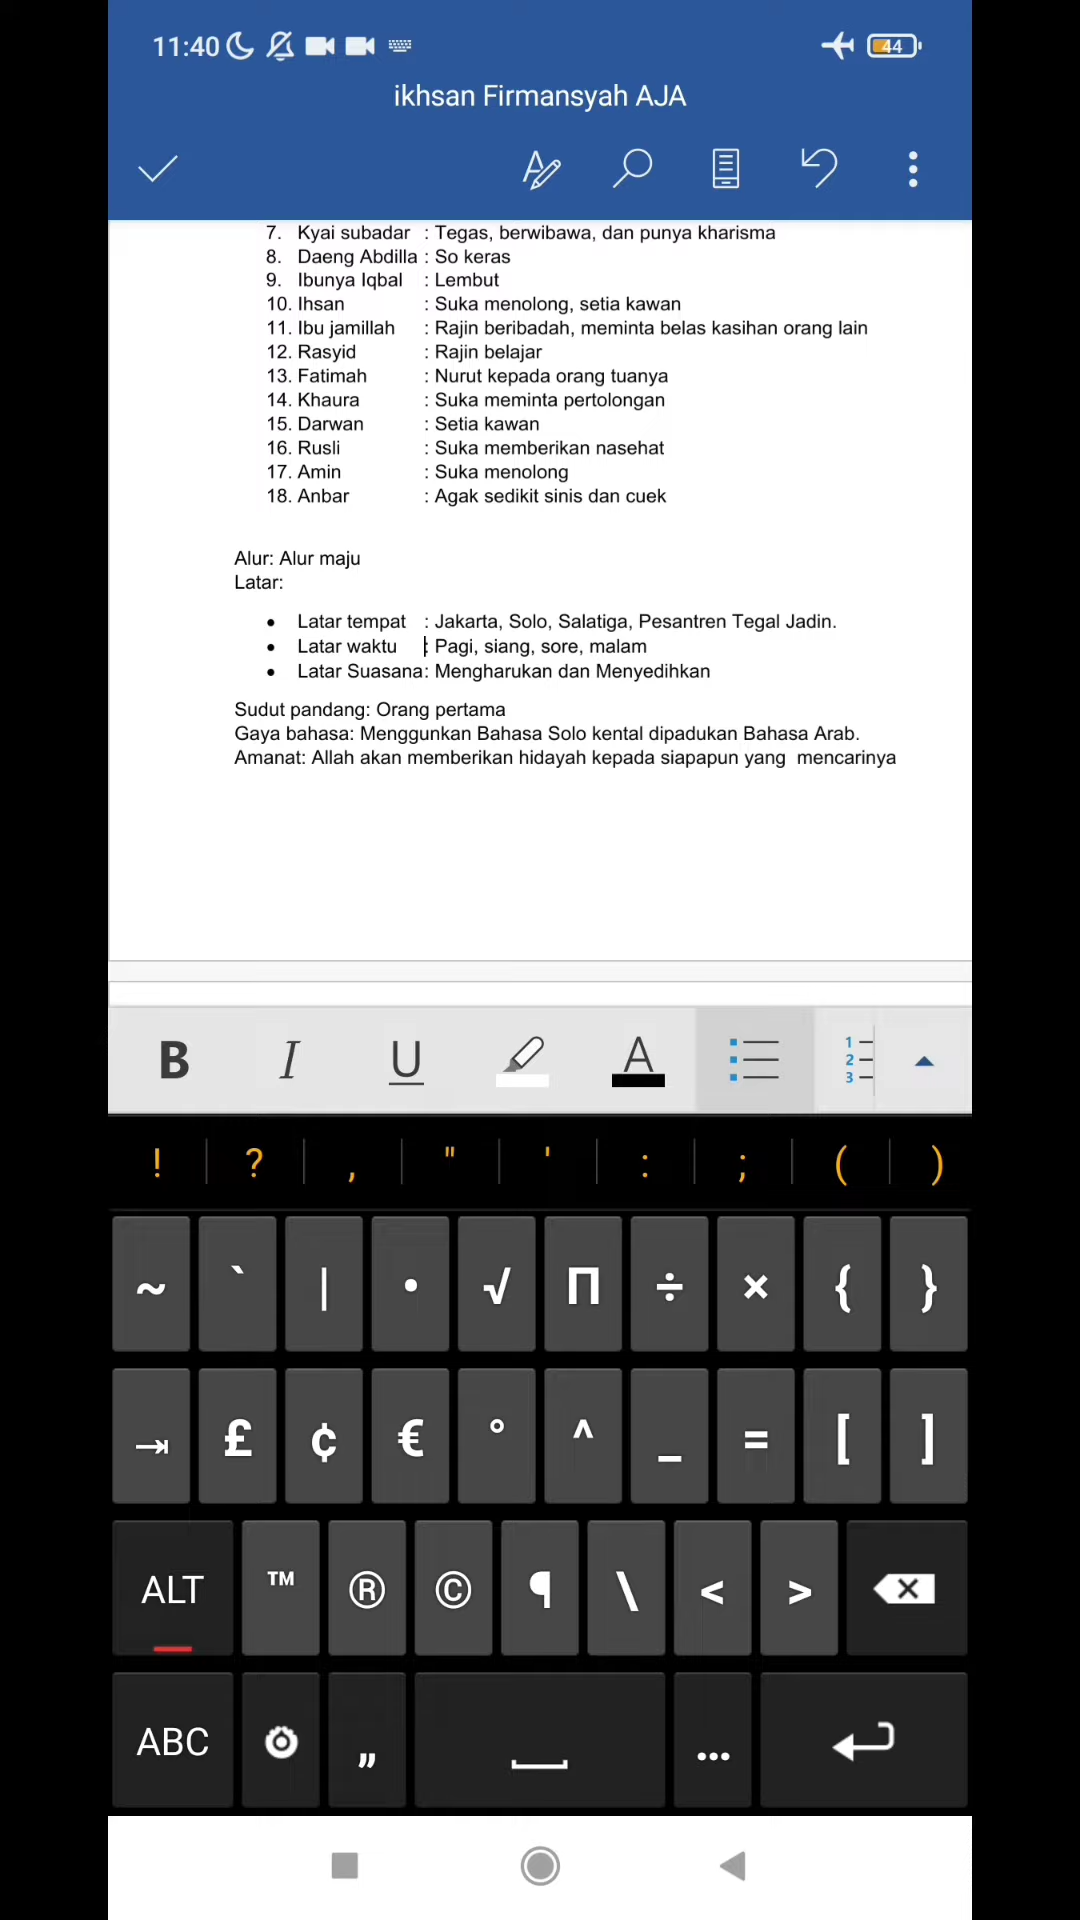 11:40 44
ikhsan Firmansyah AJA
7. Kyai subadar : Tegas, berwibawa, dan punya kharisma
8. Daeng Abdilla : So keras
9. Ibunya Iqbal : Lembut
10. Ihsan : Suka menolong, setia kawan
11. Ibu jamillah : Rajin beribadah, meminta belas kasihan orang lain
12. Rasyid : Rajin belajar
13. Fatimah : Nurut kepada orang tuanya
14. Khaura : Suka meminta pertolongan
15. Darwan : Setia kawan
16. Rusli : Suka memberikan nasehat
17. Amin : Suka menolong
18. Anbar : Agak sedikit sinis dan cuek
Alur: Alur maju
Latar:
• Latar tempat : Jakarta, Solo, Salatiga, Pesantren Tegal Jadin.
• Latar waktu : Pagi, siang, sore, malam
• Latar Suasana: Mengharukan dan Menyedihkan
Sudut pandang: Orang pertama
Gaya bahasa: Menggunkan Bahasa Solo kental dipadukan Bahasa Arab.
Amanat: Allah akan memberikan hidayah kepada siapapun yang mencarinya
B I U A 1 2 3
! ? , " ' : ; ( )
~ ` | • √ Π ÷ × { }
→ £ ¢ € ° ^ _ = [ ]
ALT ™ ® © ¶ \ < >
ABC „ ...